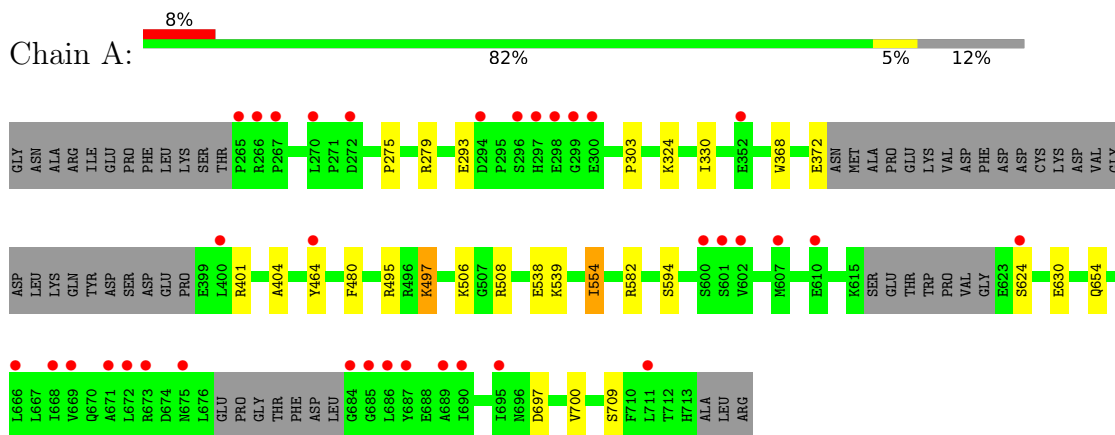 8%
Chain A:
82% 5% 12%
GLY ASN ALA ARG ILE GLU PRO PHE LEU LYS SER THR P265 R266 P267 L270 P271 D272 P275 R279 E293 D294 P295 S296 H297 E298 G299 E300 P303 K324 I330 E352 W368 E372 ASN MET ALA PRO GLU LYS VAL ASP PHE ASP ASP CYS LYS ASP VAL GLY
ASP LEU LYS GLN TYR ASP SER ASP GLU PRO E399 L400 R401 A404 Y464 F480 R495 R496 K497 K506 G507 R508 E538 K539 I554 R582 S594 S600 S601 V602 M607 E610 K615 SER GLU THR TRP PRO VAL GLY E623 S624 E630 Q654
L666 L667 I668 V669 Q670 A671 L672 R673 D674 N675 L676 GLU PRO GLY THR PHE ASP LEU G684 G685 L686 Y687 E688 A689 I690 I695 N696 D697 V700 S709 F710 L711 T712 H713 ALA LEU ARG